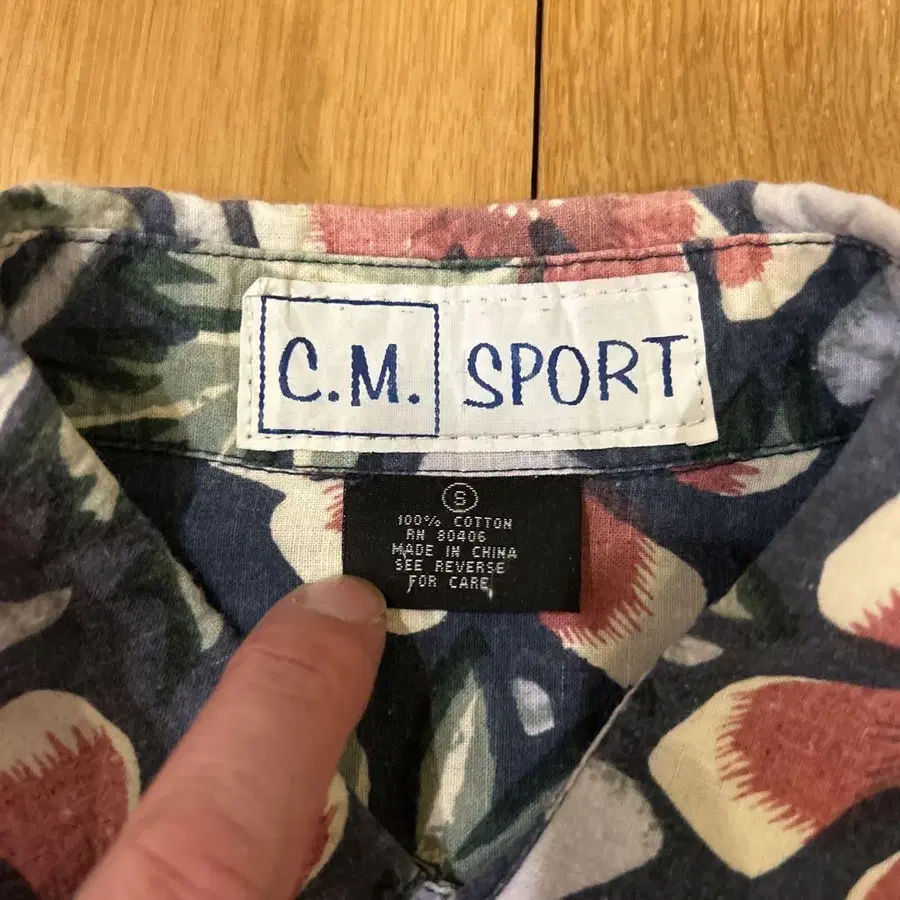 C.M. SPORT
S
100% COTTON
RN 80406
MADE IN CHINA
SEE REVERSE
FOR CARE